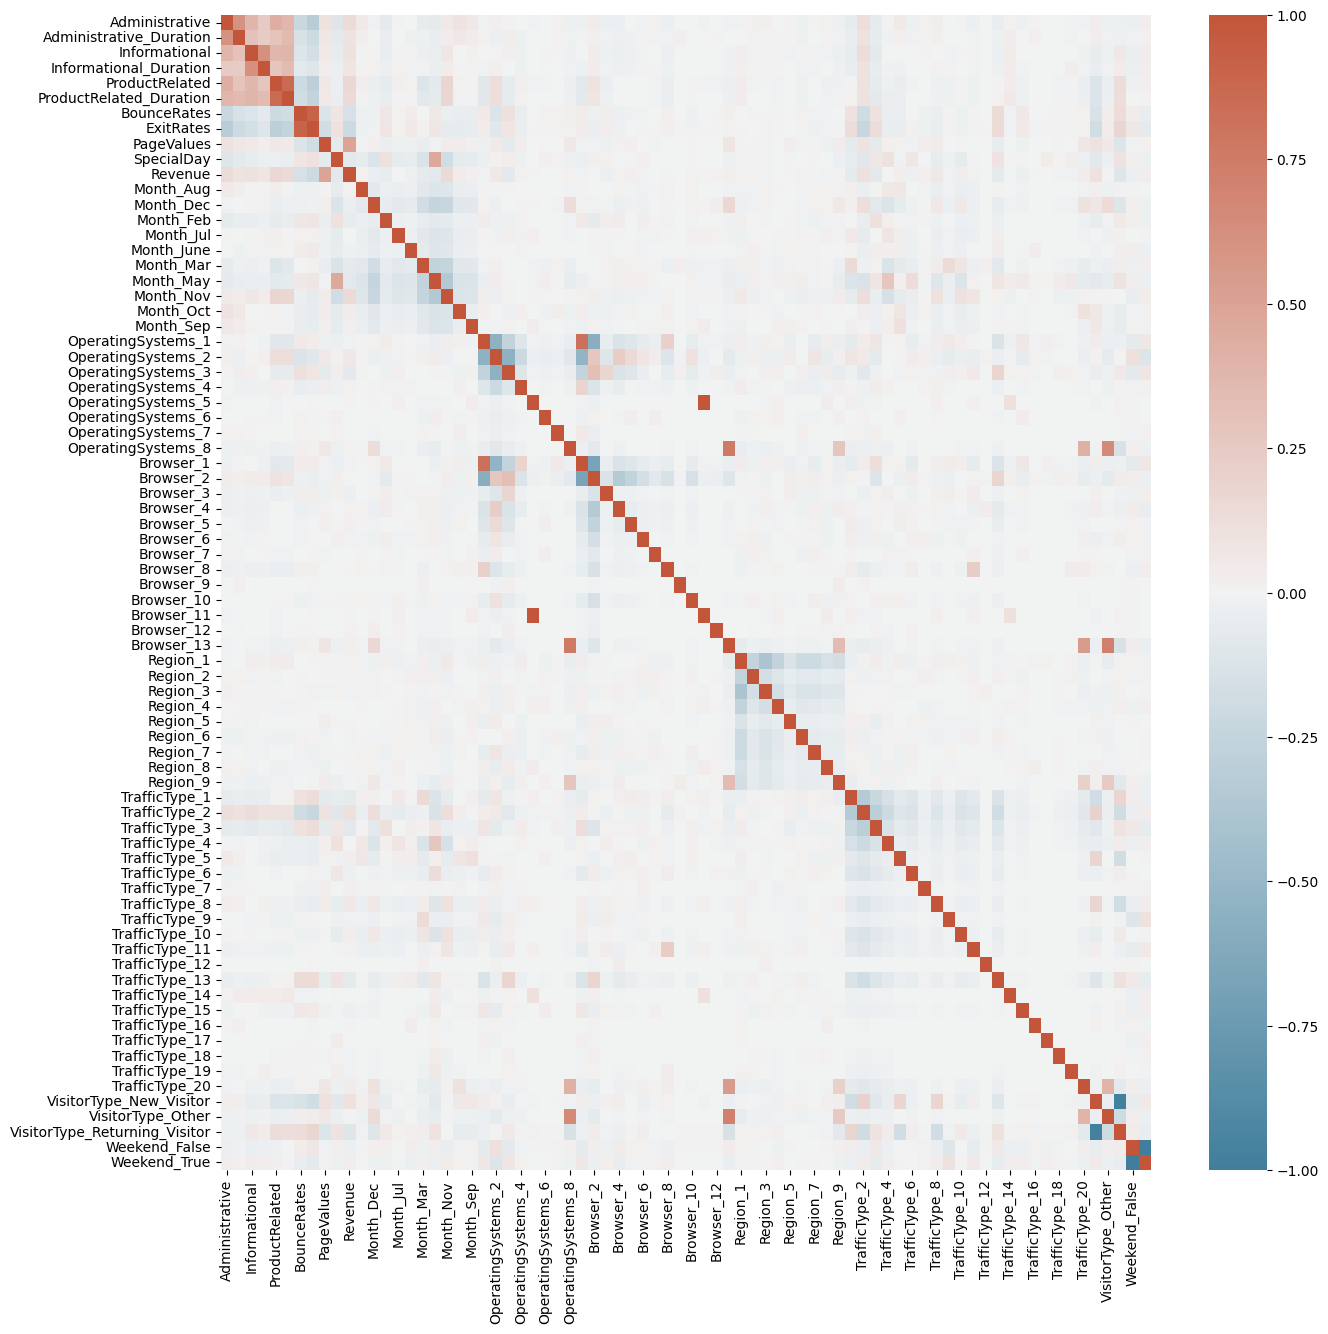 Administrative
Administrative_Duration
Informational
Informational_Duration
ProductRelated
ProductRelated_Duration
BounceRates
ExitRates
PageValues
SpecialDay
Revenue
Month_Aug
Month_Dec
Month_Feb
Month_Jul
Month_June
Month_Mar
Month_May
Month_Nov
Month_Oct
Month_Sep
OperatingSystems_1
OperatingSystems_2
OperatingSystems_3
OperatingSystems_4
OperatingSystems_5
OperatingSystems_6
OperatingSystems_7
OperatingSystems_8
Browser_1
Browser_2
Browser_3
Browser_4
Browser_5
Browser_6
Browser_7
Browser_8
Browser_9
Browser_10
Browser_11
Browser_12
Browser_13
Region_1
Region_2
Region_3
Region_4
Region_5
Region_6
Region_7
Region_8
Region_9
TrafficType_1
TrafficType_2
TrafficType_3
TrafficType_4
TrafficType_5
TrafficType_6
TrafficType_7
TrafficType_8
TrafficType_9
TrafficType_10
TrafficType_11
TrafficType_12
TrafficType_13
TrafficType_14
TrafficType_15
TrafficType_16
TrafficType_17
TrafficType_18
TrafficType_19
TrafficType_20
VisitorType_New_Visitor
VisitorType_Other
VisitorType_Returning_Visitor
Weekend_False
Weekend_True
Administrative
Informational
ProductRelated
BounceRates
PageValues
Revenue
Month_Dec
Month_Jul
Month_Mar
Month_Nov
Month_Sep
OperatingSystems_2
OperatingSystems_4
OperatingSystems_6
OperatingSystems_8
Browser_2
Browser_4
Browser_6
Browser_8
Browser_10
Browser_12
Region_1
Region_3
Region_5
Region_7
Region_9
TrafficType_2
TrafficType_4
TrafficType_6
TrafficType_8
TrafficType_10
TrafficType_12
TrafficType_14
TrafficType_16
TrafficType_18
TrafficType_20
VisitorType_Other
Weekend_False
1.00
0.75
0.50
0.25
0.00
−0.25
−0.50
−0.75
−1.00